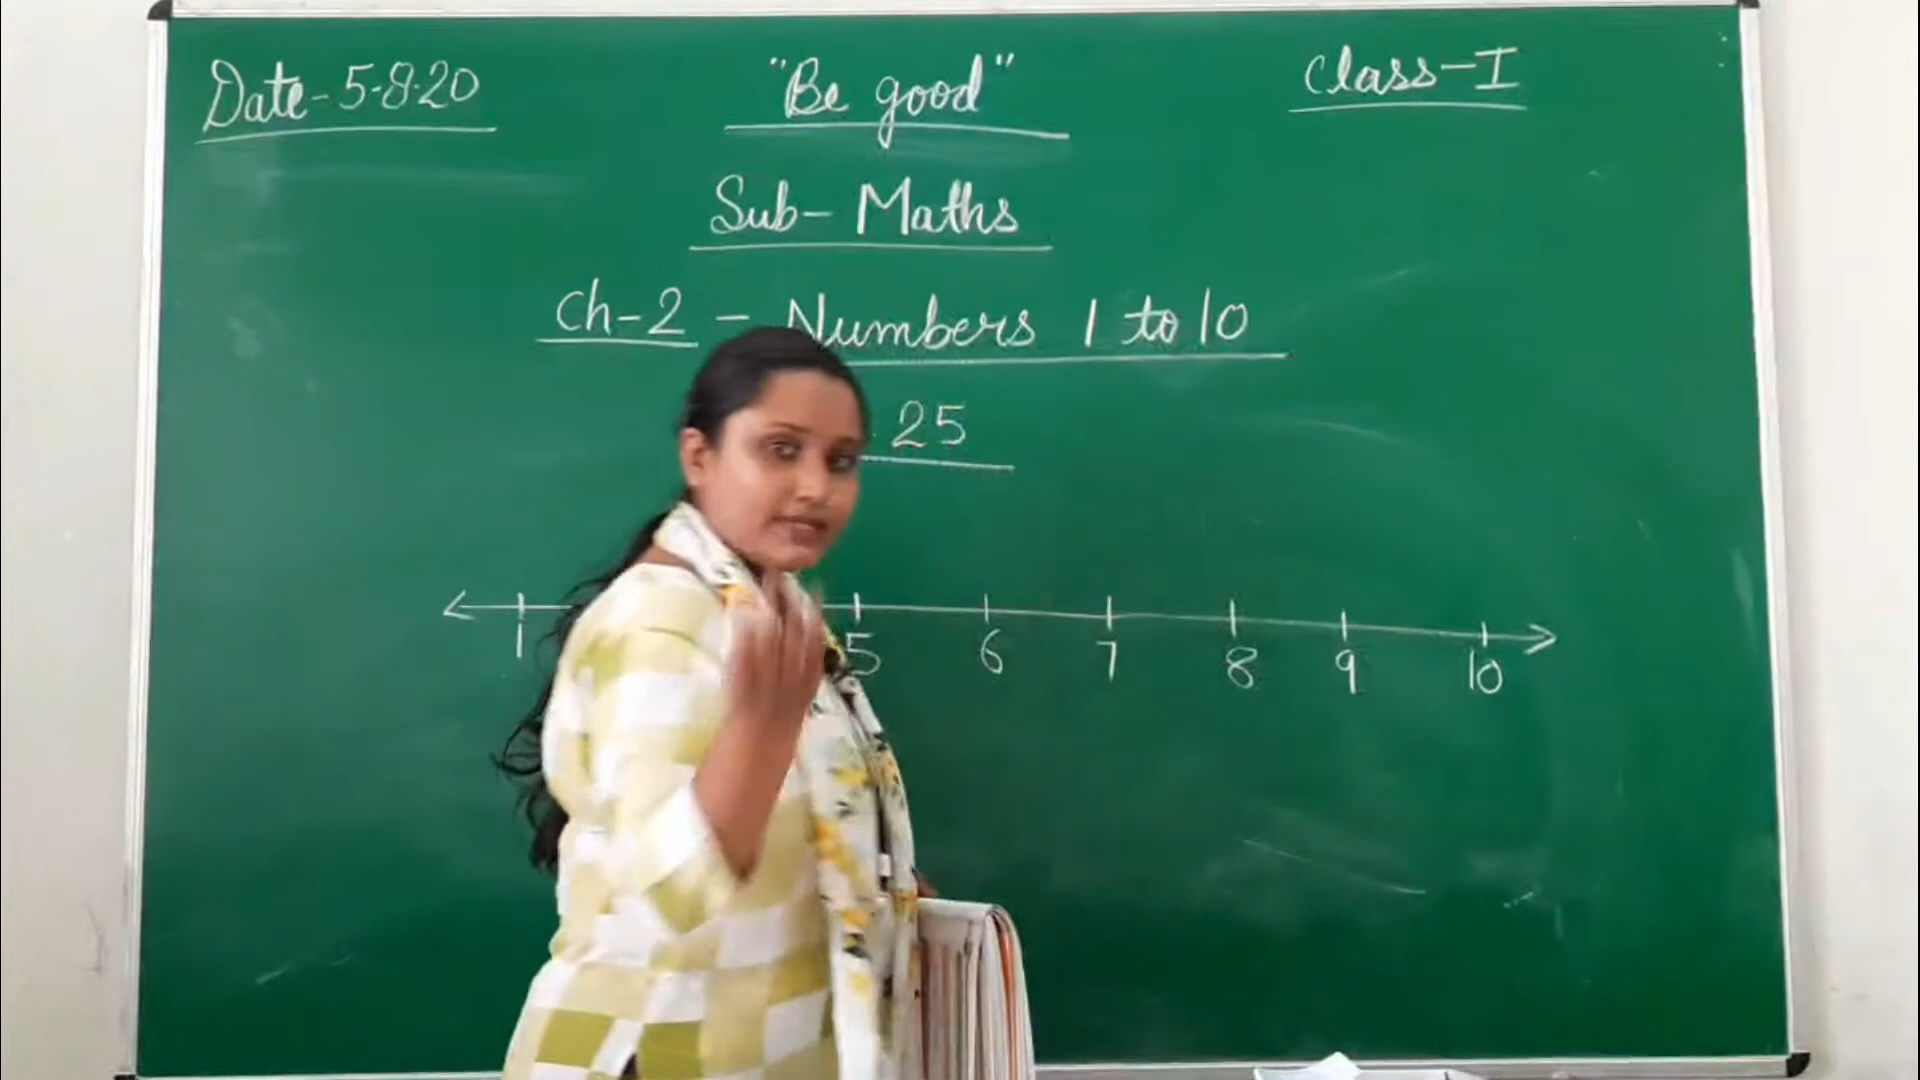 Date-5-8-20 "Be good" Class-I
Sub- Maths
Ch-2 - Numbers 1 to 10
25
1 5 6 7 8 9 10